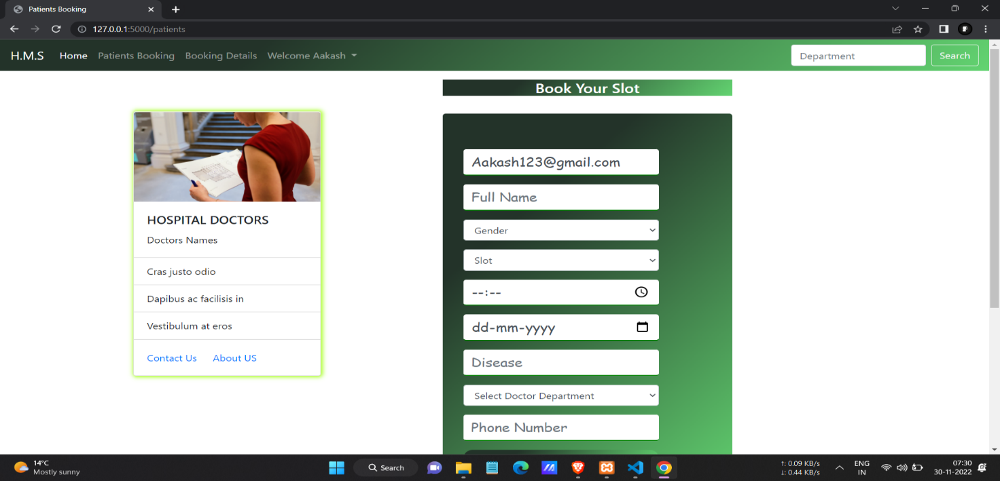 Patients Booking
127.0.0.1:5000/patients
H.M.S Home Patients Booking Booking Details Welcome Aakash Department Search
Book Your Slot
HOSPITAL DOCTORS
Doctors Names
Cras justo odio
Dapibus ac facilisis in
Vestibulum at eros
Contact Us About US
Aakash123@gmail.com
Full Name
Gender
Slot
--:--
dd-mm-yyyy
Disease
Select Doctor Department
Phone Number
14°C
Mostly sunny
Search
↑: 0.09 KB/s
↓: 0.44 KB/s
ENG
IN
07:30
30-11-2022